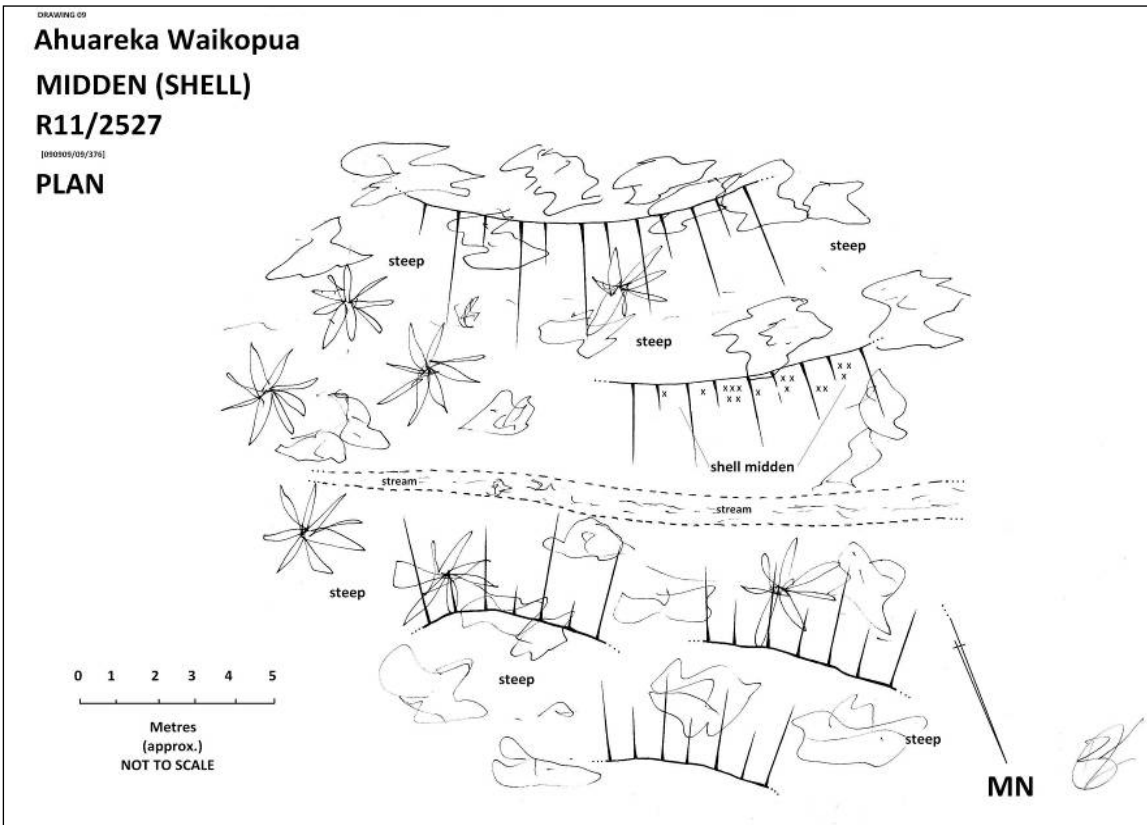 DRAWING 09
Ahuareka Waikopua
MIDDEN (SHELL)
R11/2527
[090909/09/376]
PLAN
steep
steep
steep
x
x
x x x
x x
x
x x
x
x x
x x
x
shell midden
stream
stream
steep
steep
steep
0 1 2 3 4 5
Metres
(approx.)
NOT TO SCALE
MN